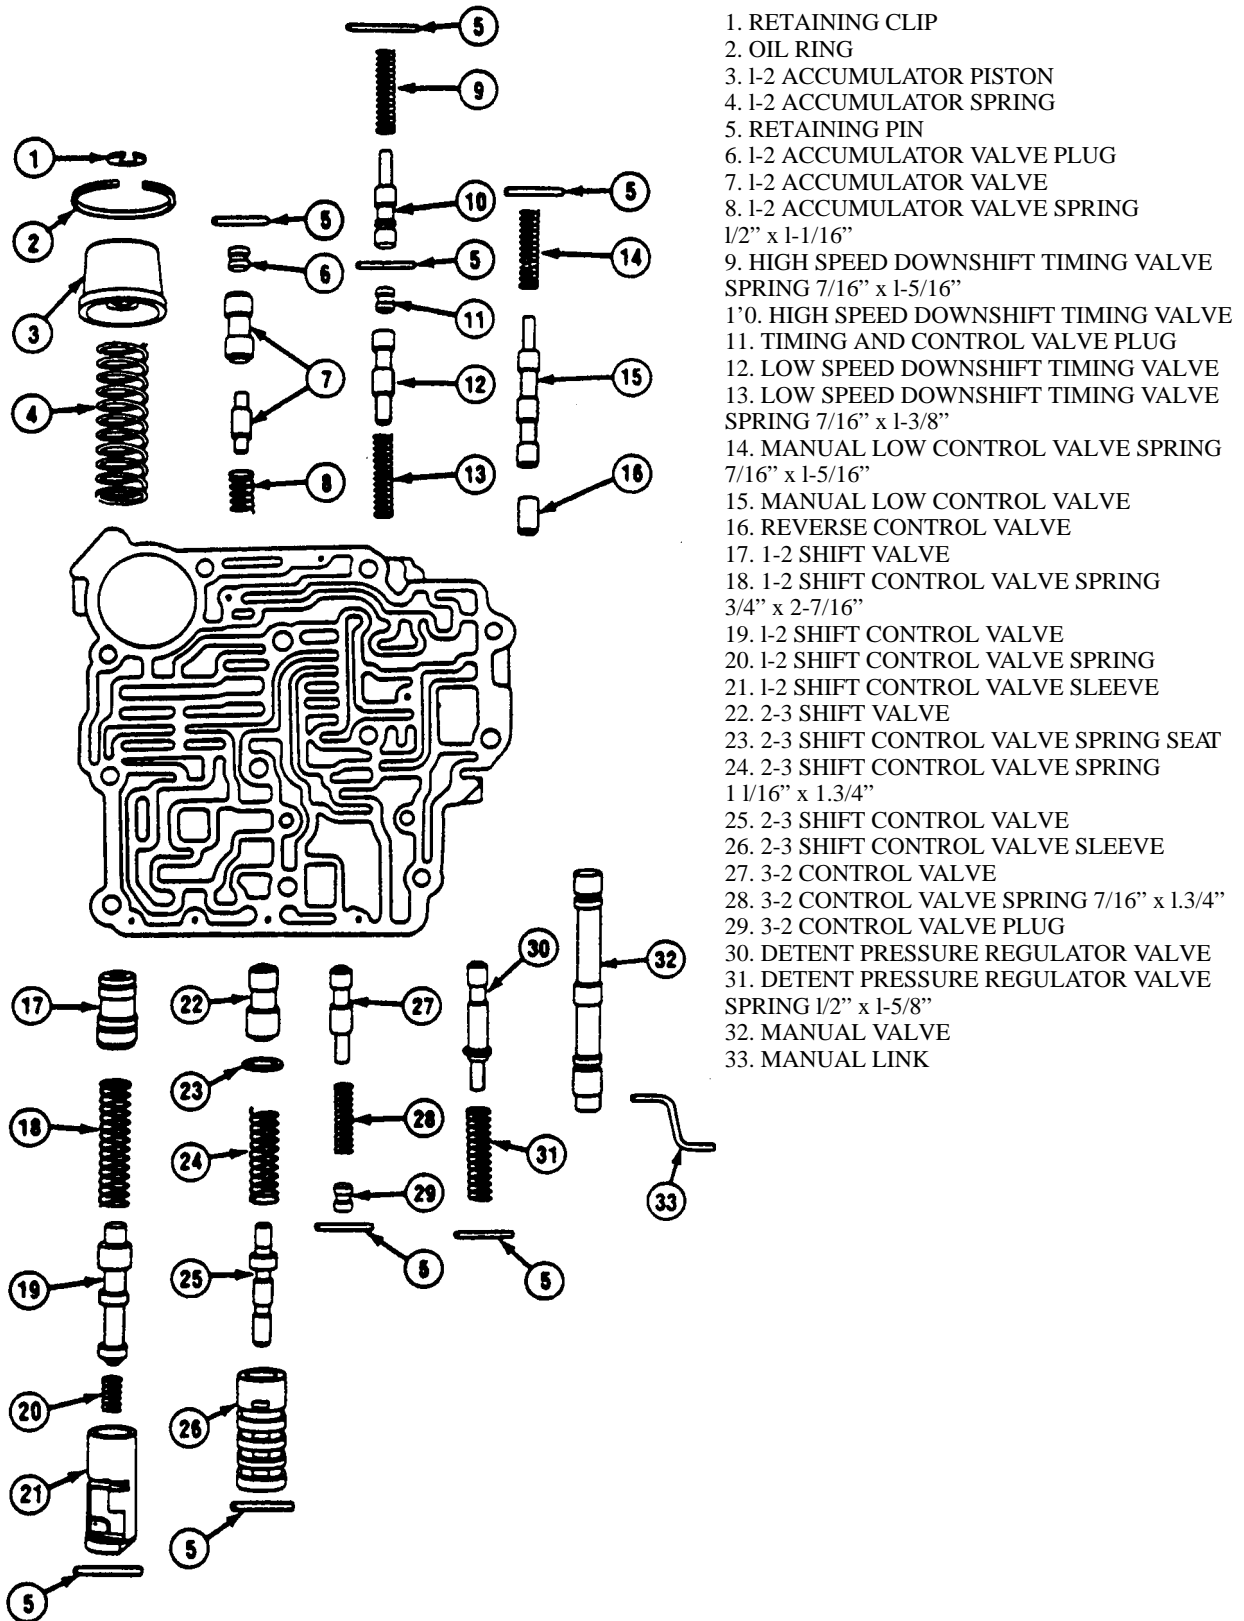 5
9
1
10
5
5
2
5
14
6
11
3
7
12
15
4
8
13
16
1. RETAINING CLIP
2. OIL RING
3. l-2 ACCUMULATOR PISTON
4. l-2 ACCUMULATOR SPRING
5. RETAINING PIN
6. l-2 ACCUMULATOR VALVE PLUG
7. l-2 ACCUMULATOR VALVE
8. l-2 ACCUMULATOR VALVE SPRING
l/2” x l-1/16”
9. HIGH SPEED DOWNSHIFT TIMING VALVE
SPRING 7/16” x l-5/16”
1’0. HIGH SPEED DOWNSHIFT TIMING VALVE
11. TIMING AND CONTROL VALVE PLUG
12. LOW SPEED DOWNSHIFT TIMING VALVE
13. LOW SPEED DOWNSHIFT TIMING VALVE
SPRING 7/16” x l-3/8”
14. MANUAL LOW CONTROL VALVE SPRING
7/16” x l-5/16”
15. MANUAL LOW CONTROL VALVE
16. REVERSE CONTROL VALVE
17. 1-2 SHIFT VALVE
18. 1-2 SHIFT CONTROL VALVE SPRING
3/4” x 2-7/16”
19. l-2 SHIFT CONTROL VALVE
20. l-2 SHIFT CONTROL VALVE SPRING
21. l-2 SHIFT CONTROL VALVE SLEEVE
22. 2-3 SHIFT VALVE
23. 2-3 SHIFT CONTROL VALVE SPRING SEAT
24. 2-3 SHIFT CONTROL VALVE SPRING
1 l/16” x 1.3/4”
25. 2-3 SHIFT CONTROL VALVE
26. 2-3 SHIFT CONTROL VALVE SLEEVE
27. 3-2 CONTROL VALVE
28. 3-2 CONTROL VALVE SPRING 7/16” x l.3/4”
29. 3-2 CONTROL VALVE PLUG
30. DETENT PRESSURE REGULATOR VALVE
31. DETENT PRESSURE REGULATOR VALVE
SPRING l/2” x l-5/8”
32. MANUAL VALVE
33. MANUAL LINK
30
32
17
22
27
23
28
18
24
31
29
33
19
25
5
5
20
26
21
5
5